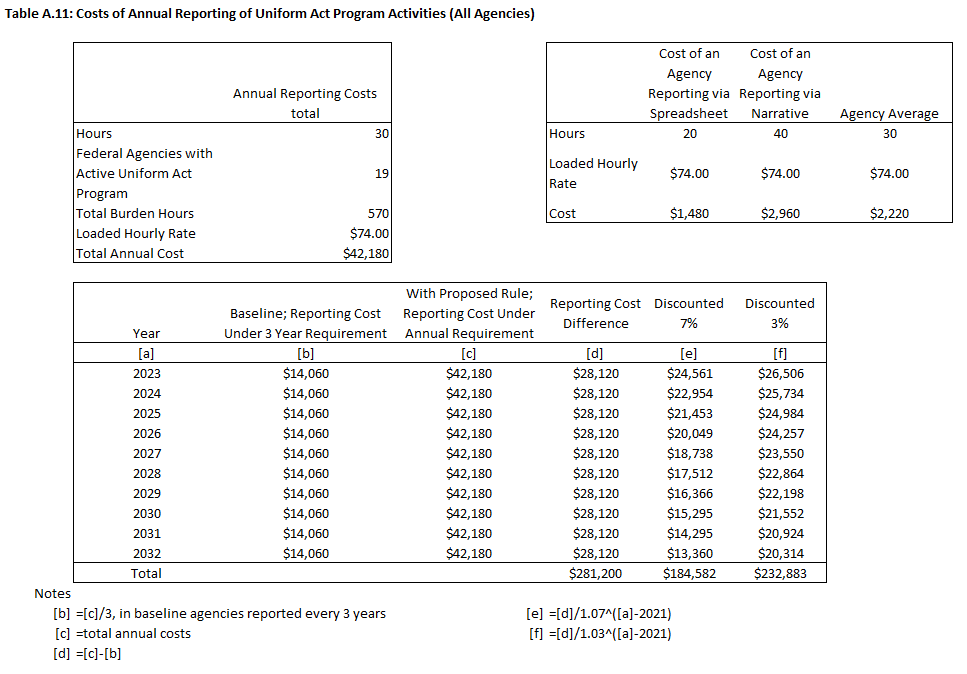 Table A.11: Costs of Annual Reporting of Uniform Act Program Activities (All Agencies)
Annual Reporting Costs
total
Hours 30
Federal Agencies with
Active Uniform Act 19
Program
Total Burden Hours 570
Loaded Hourly Rate $74.00
Total Annual Cost $42,180
Cost of an Cost of an
Agency Agency
Reporting via Reporting via
Spreadsheet Narrative Agency Average
Hours 20 40 30
Loaded Hourly
$74.00 $74.00 $74.00
Rate
Cost $1,480 $2,960 $2,220
With Proposed Rule;
Baseline; Reporting Cost Reporting Cost Under Reporting Cost Discounted Discounted
Year Under 3 Year Requirement Annual Requirement Difference 7% 3%
[a] [b] [c] [d] [e] [f]
2023 $14,060 $42,180 $28,120 $24,561 $26,506
2024 $14,060 $42,180 $28,120 $22,954 $25,734
2025 $14,060 $42,180 $28,120 $21,453 $24,984
2026 $14,060 $42,180 $28,120 $20,049 $24,257
2027 $14,060 $42,180 $28,120 $18,738 $23,550
2028 $14,060 $42,180 $28,120 $17,512 $22,864
2029 $14,060 $42,180 $28,120 $16,366 $22,198
2030 $14,060 $42,180 $28,120 $15,295 $21,552
2031 $14,060 $42,180 $28,120 $14,295 $20,924
2032 $14,060 $42,180 $28,120 $13,360 $20,314
Total $281,200 $184,582 $232,883
Notes
[b] =[c]/3, in baseline agencies reported every 3 years [e] =[d]/1.07^([a]-2021)
[c] =total annual costs [f] =[d]/1.03^([a]-2021)
[d] =[c]-[b]